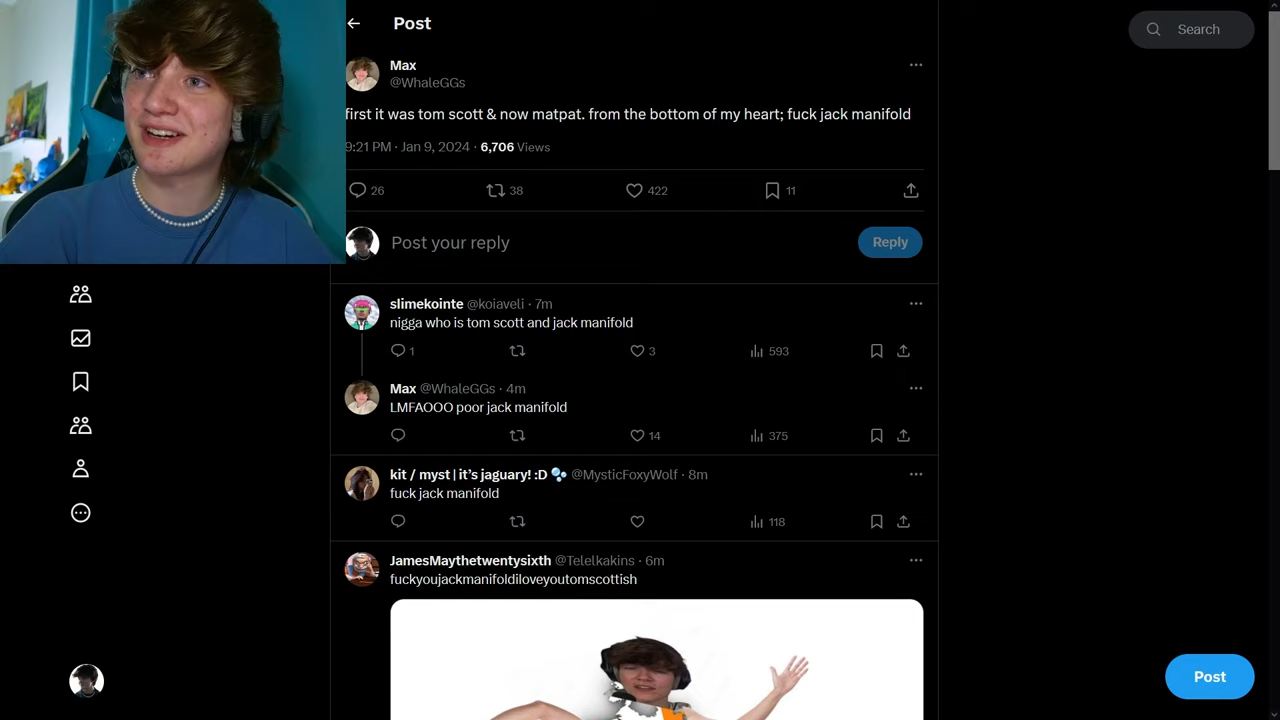 Post
Search
Max
@WhaleGGs
first it was tom scott & now matpat. from the bottom of my heart; fuck jack manifold
9:21 PM · Jan 9, 2024 · 6,706 Views
26
38
422
11
Post your reply
Reply
slimekointe @koiaveli · 7m
nigga who is tom scott and jack manifold
1
3
593
Max @WhaleGGs · 4m
LMFAOOO poor jack manifold
14
375
kit / myst | it’s jaguary! :D 🫧 @MysticFoxyWolf · 8m
fuck jack manifold
118
JamesMaythetwentysixth @Telelkakins · 6m
fuckyoujackmanifoldiloveyoutomscottish
Post